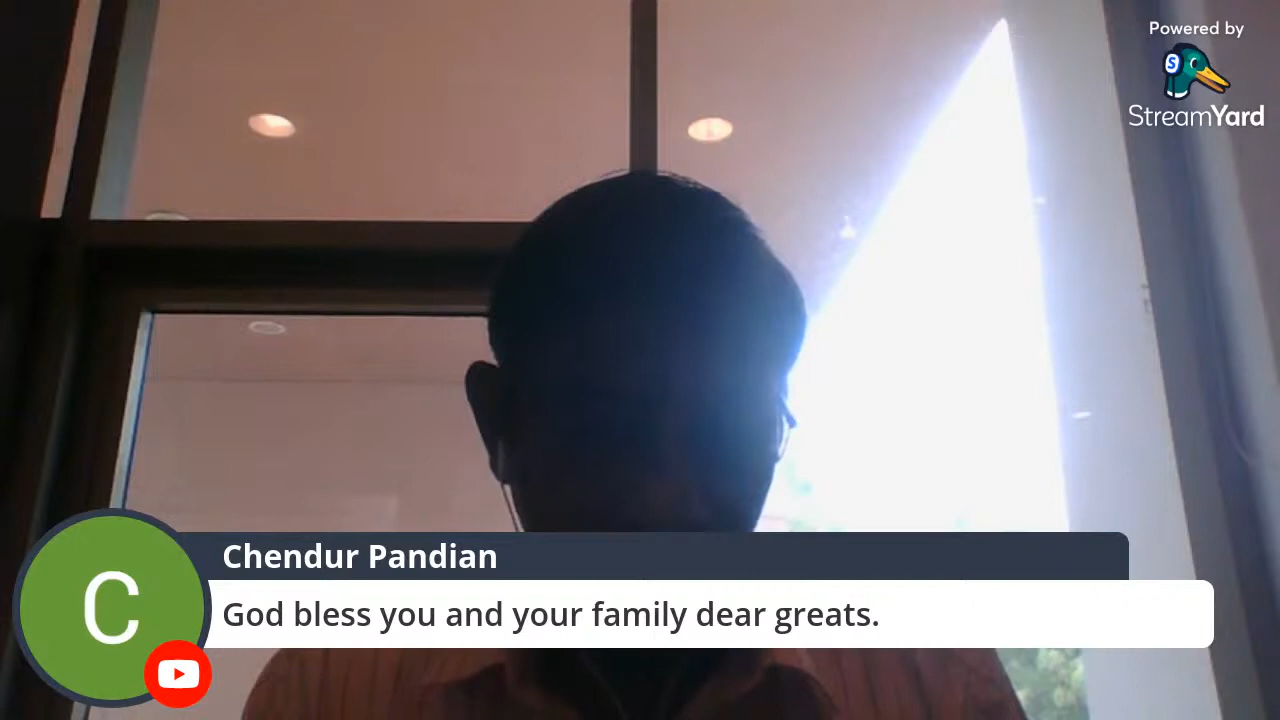 Powered by
S
StreamYard
C
Chendur Pandian
God bless you and your family dear greats.